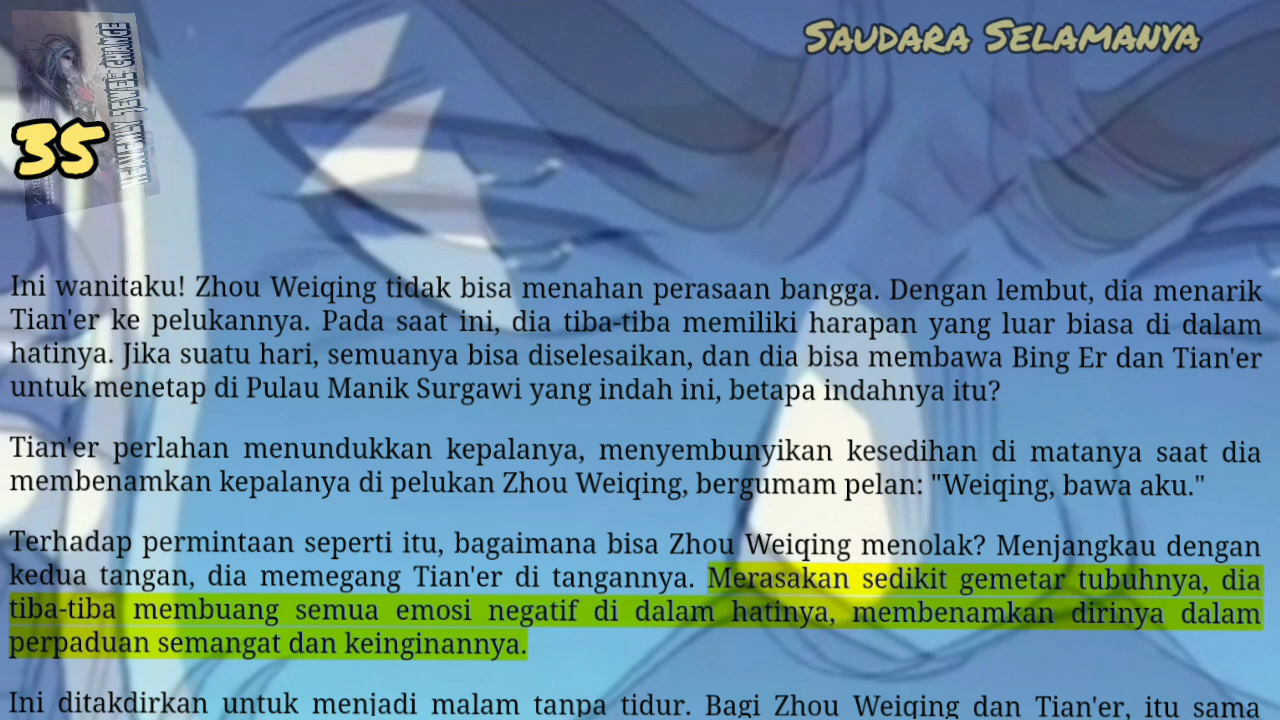 Saudara Selamanya
HEAVENLY JEWEL CHANGE
35
Ini wanitaku! Zhou Weiqing tidak bisa menahan perasaan bangga. Dengan lembut, dia menarik
Tian'er ke pelukannya. Pada saat ini, dia tiba-tiba memiliki harapan yang luar biasa di dalam
hatinya. Jika suatu hari, semuanya bisa diselesaikan, dan dia bisa membawa Bing Er dan Tian'er
untuk menetap di Pulau Manik Surgawi yang indah ini, betapa indahnya itu?
Tian'er perlahan menundukkan kepalanya, menyembunyikan kesedihan di matanya saat dia
membenamkan kepalanya di pelukan Zhou Weiqing, bergumam pelan: "Weiqing, bawa aku."
Terhadap permintaan seperti itu, bagaimana bisa Zhou Weiqing menolak? Menjangkau dengan
kedua tangan, dia memegang Tian'er di tangannya. Merasakan sedikit gemetar tubuhnya, dia
tiba-tiba membuang semua emosi negatif di dalam hatinya, membenamkan dirinya dalam
perpaduan semangat dan keinginannya.
Ini ditakdirkan untuk menjadi malam tanpa tidur. Bagi Zhou Weiqing dan Tian'er, itu sama